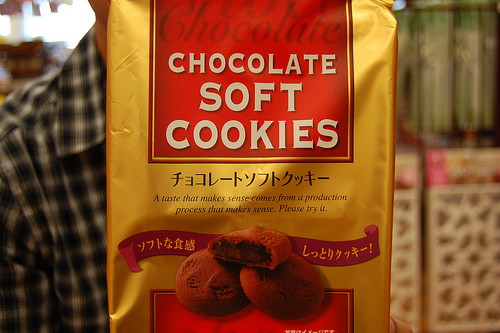 Chocolate
CHOCOLATE
SOFT
COOKIES
チョコレートソフトクッキー
A taste that makes sense comes from a production
process that makes sense. Please try it.
ソフトな食感
しっとりクッキー!